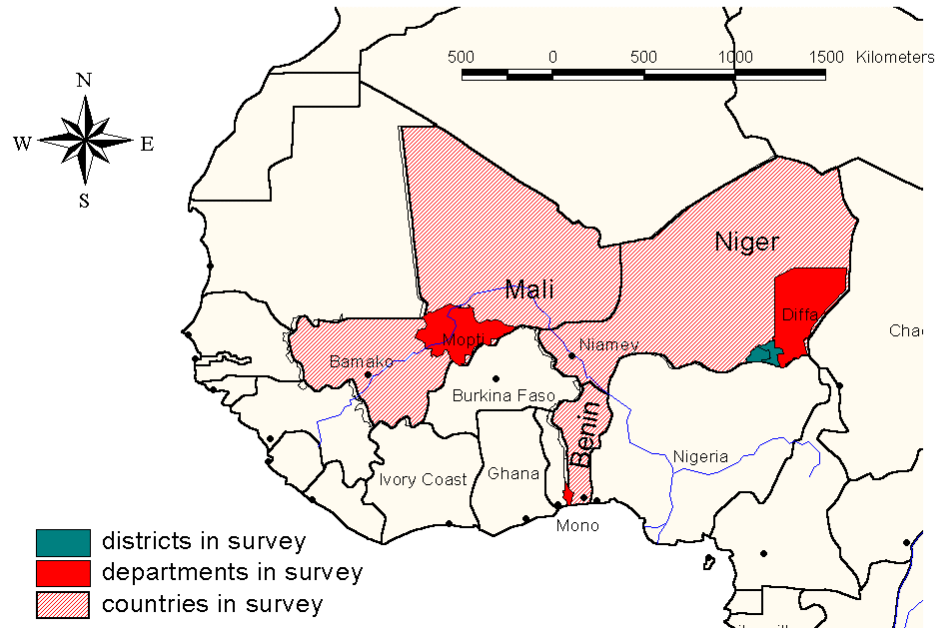 500 0 500 1000 1500 Kilometers
N
W E
S
Niger
Mali
Diffa
Mopti
Niamey
Chad
Bamako
Burkina Faso
Benin
Nigeria
Ivory Coast
Ghana
Mono
districts in survey
departments in survey
countries in survey